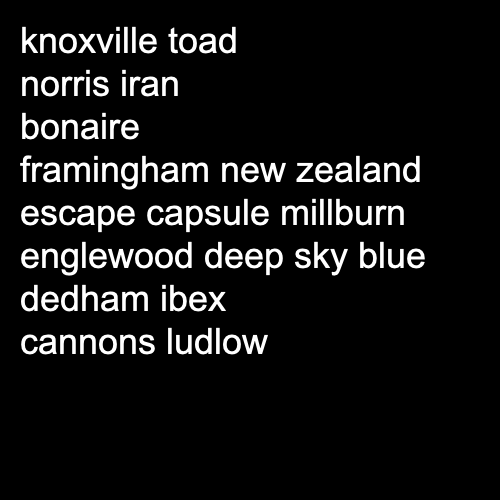 knoxville toad
norris iran
bonaire
framingham new zealand
escape capsule millburn
englewood deep sky blue
dedham ibex
cannons ludlow